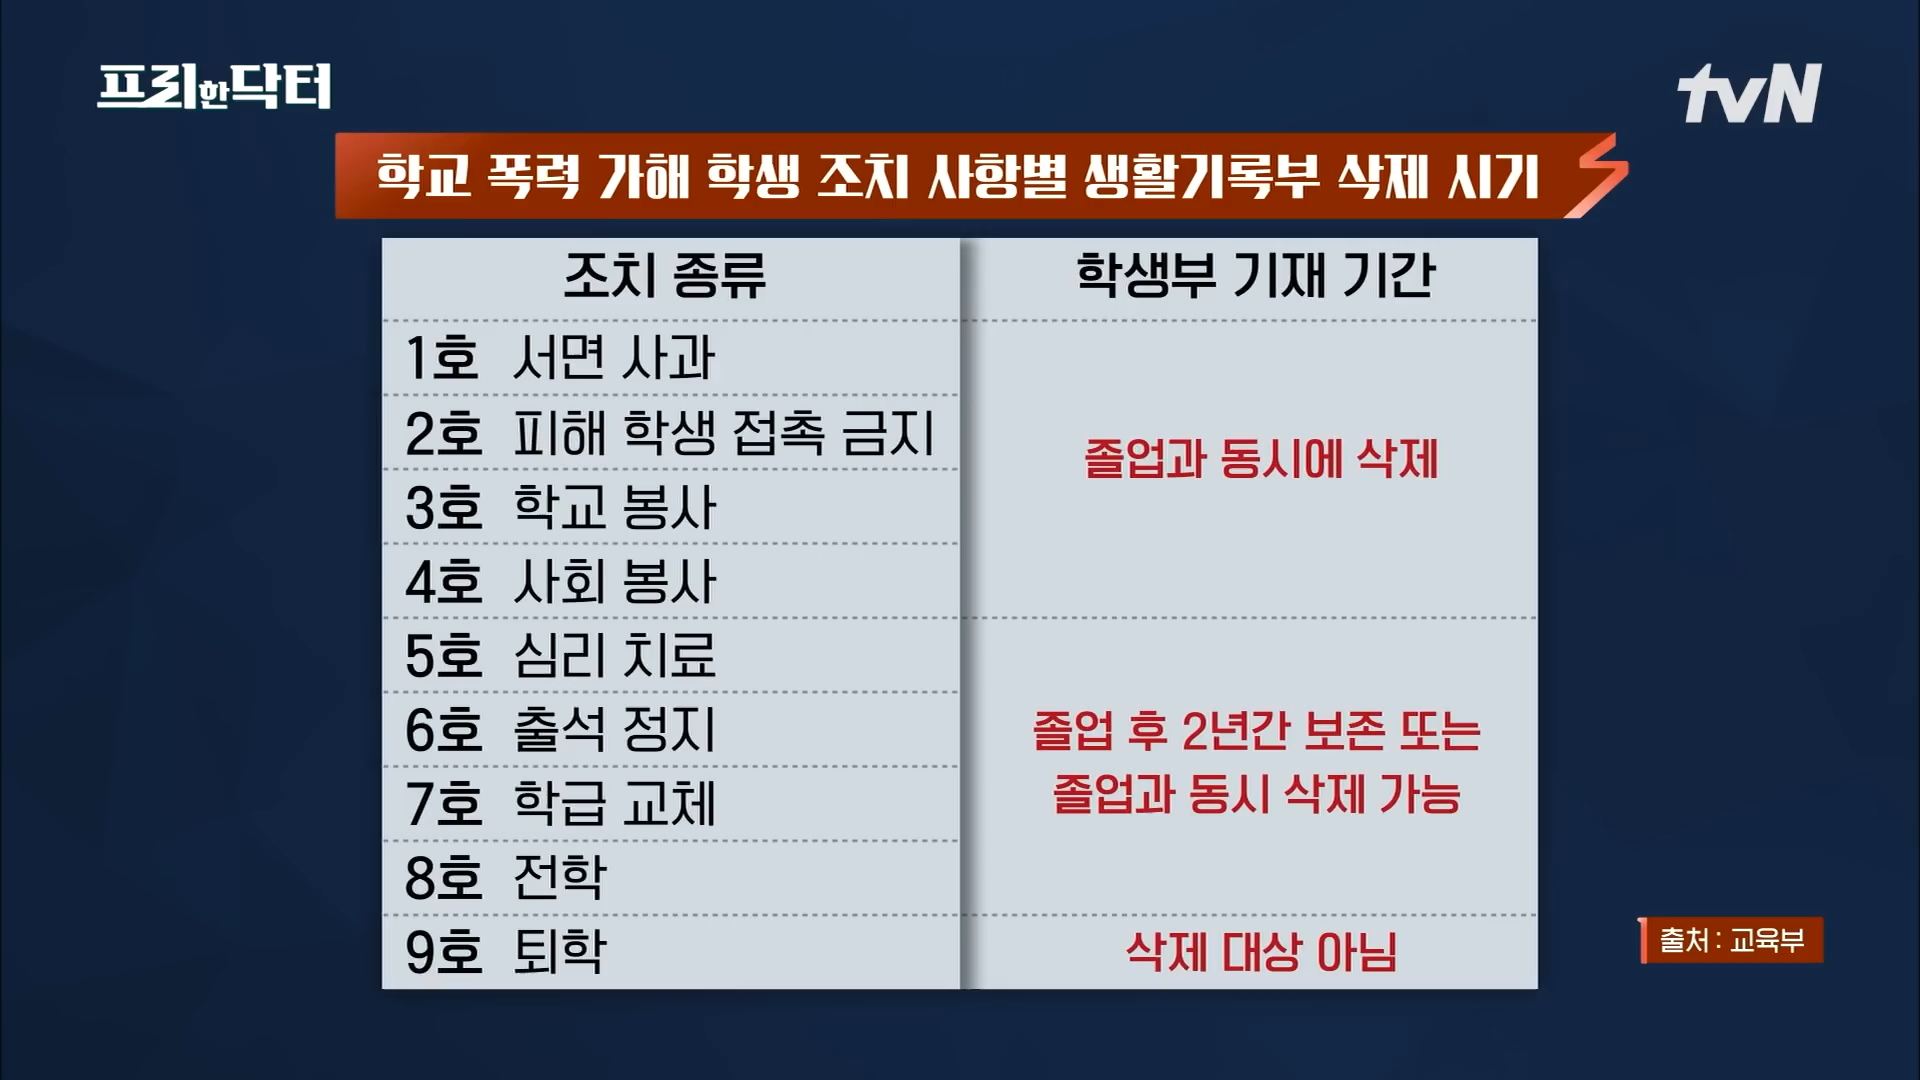 프리한닥터
tvN
학교 폭력 가해 학생 조치 사항별 생활기록부 삭제 시기
조치 종류
학생부 기재 기간
1호 서면 사과
2호 피해 학생 접촉 금지
3호 학교 봉사
4호 사회 봉사
졸업과 동시에 삭제
5호 심리 치료
6호 출석 정지
7호 학급 교체
8호 전학
졸업 후 2년간 보존 또는
졸업과 동시 삭제 가능
9호 퇴학
삭제 대상 아님
출처 : 교육부